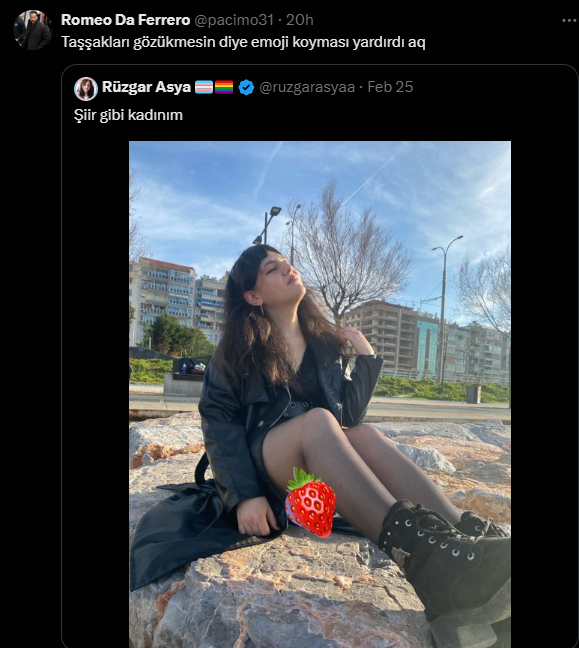 Romeo Da Ferrero @pacimo31 · 20h
Taşşakları gözükmesin diye emoji koyması yardırdı aq
Rüzgar Asya 🏳️‍⚧️🏳️‍🌈 @ruzgarasyaa · Feb 25
Şiir gibi kadınım